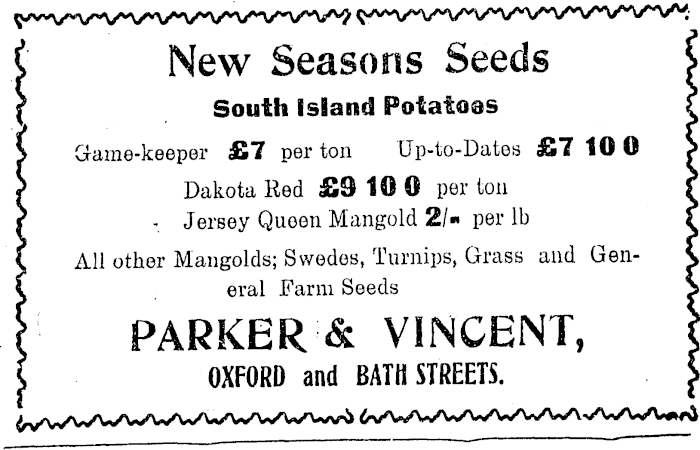 New Seasons Seeds
South Island Potatoes
Game-keeper £7 per ton Up-to-Dates £7 10 0
Dakota Red £9 10 0 per ton
Jersey Queen Mangold 2/- per lb
All other Mangolds; Swedes, Turnips, Grass and Gen-
eral Farm Seeds
PARKER & VINCENT,
OXFORD and BATH STREETS.